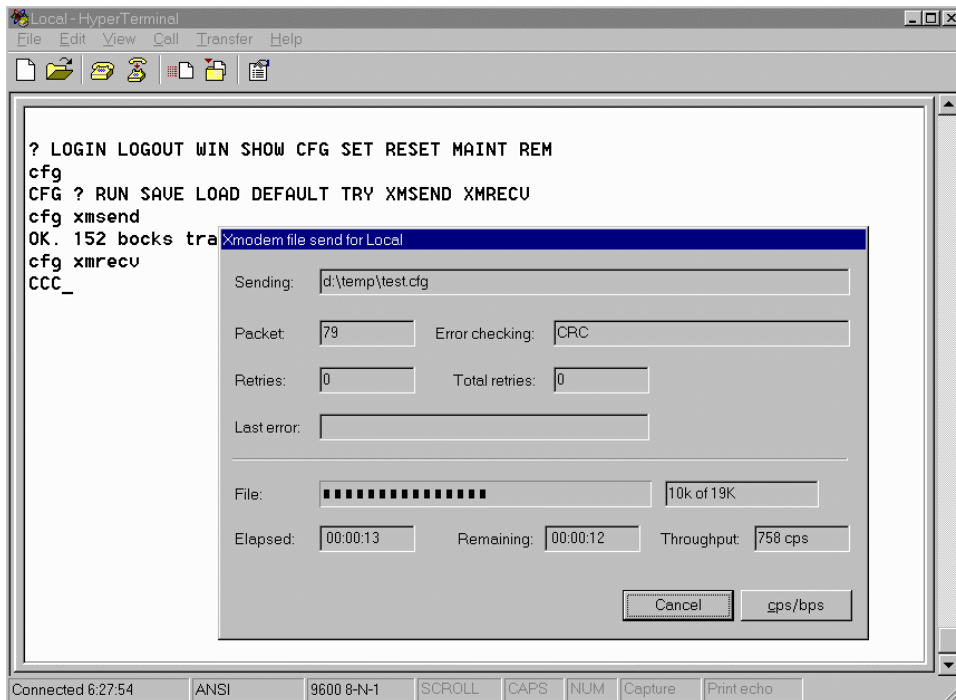 Local - HyperTerminal
File Edit View Call Transfer Help
? LOGIN LOGOUT WIN SHOW CFG SET RESET MAINT REM
cfg
CFG ? RUN SAVE LOAD DEFAULT TRY XMSEND XMRECV
cfg xmsend
OK. 152 bocks tra
cfg xmrecv
CCC_
Xmodem file send for Local
Sending: d:\temp\test.cfg
Packet: 79 Error checking: CRC
Retries: 0 Total retries: 0
Last error:
File: 10k of 19K
Elapsed: 00:00:13 Remaining: 00:00:12 Throughput: 758 cps
Cancel cps/bps
Connected 6:27:54 ANSI 9600 8-N-1 SCROLL CAPS NUM Capture Print echo